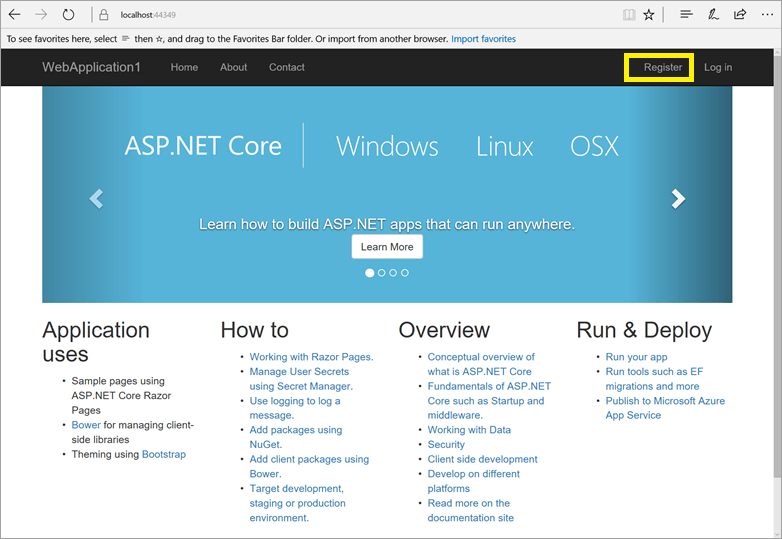 localhost:44349
To see favorites here, select then ☆, and drag to the Favorites Bar folder. Or import from another browser. Import favorites
WebApplication1 Home About Contact Register Log in
ASP.NET Core Windows Linux OSX
Learn how to build ASP.NET apps that can run anywhere.
Learn More
Application
uses
• Sample pages using
ASP.NET Core Razor
Pages
• Bower for managing client-
side libraries
• Theming using Bootstrap
How to
• Working with Razor Pages.
• Manage User Secrets
using Secret Manager.
• Use logging to log a
message.
• Add packages using
NuGet.
• Add client packages using
Bower.
• Target development,
staging or production
environment.
Overview
• Conceptual overview of
what is ASP.NET Core
• Fundamentals of ASP.NET
Core such as Startup and
middleware.
• Working with Data
• Security
• Client side development
• Develop on different
platforms
• Read more on the
documentation site
Run & Deploy
• Run your app
• Run tools such as EF
migrations and more
• Publish to Microsoft Azure
App Service